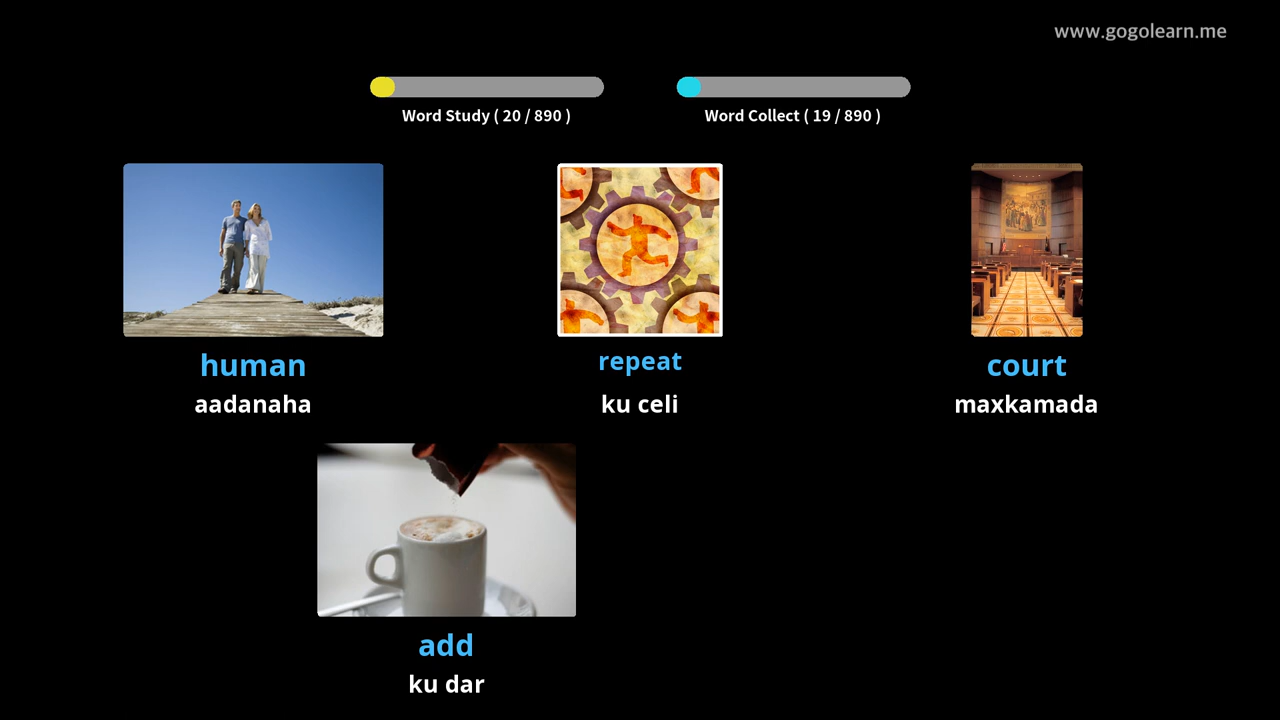 www.gogolearn.me
Word Study ( 20 / 890 )
Word Collect ( 19 / 890 )
human
aadanaha
repeat
ku celi
court
maxkamada
add
ku dar